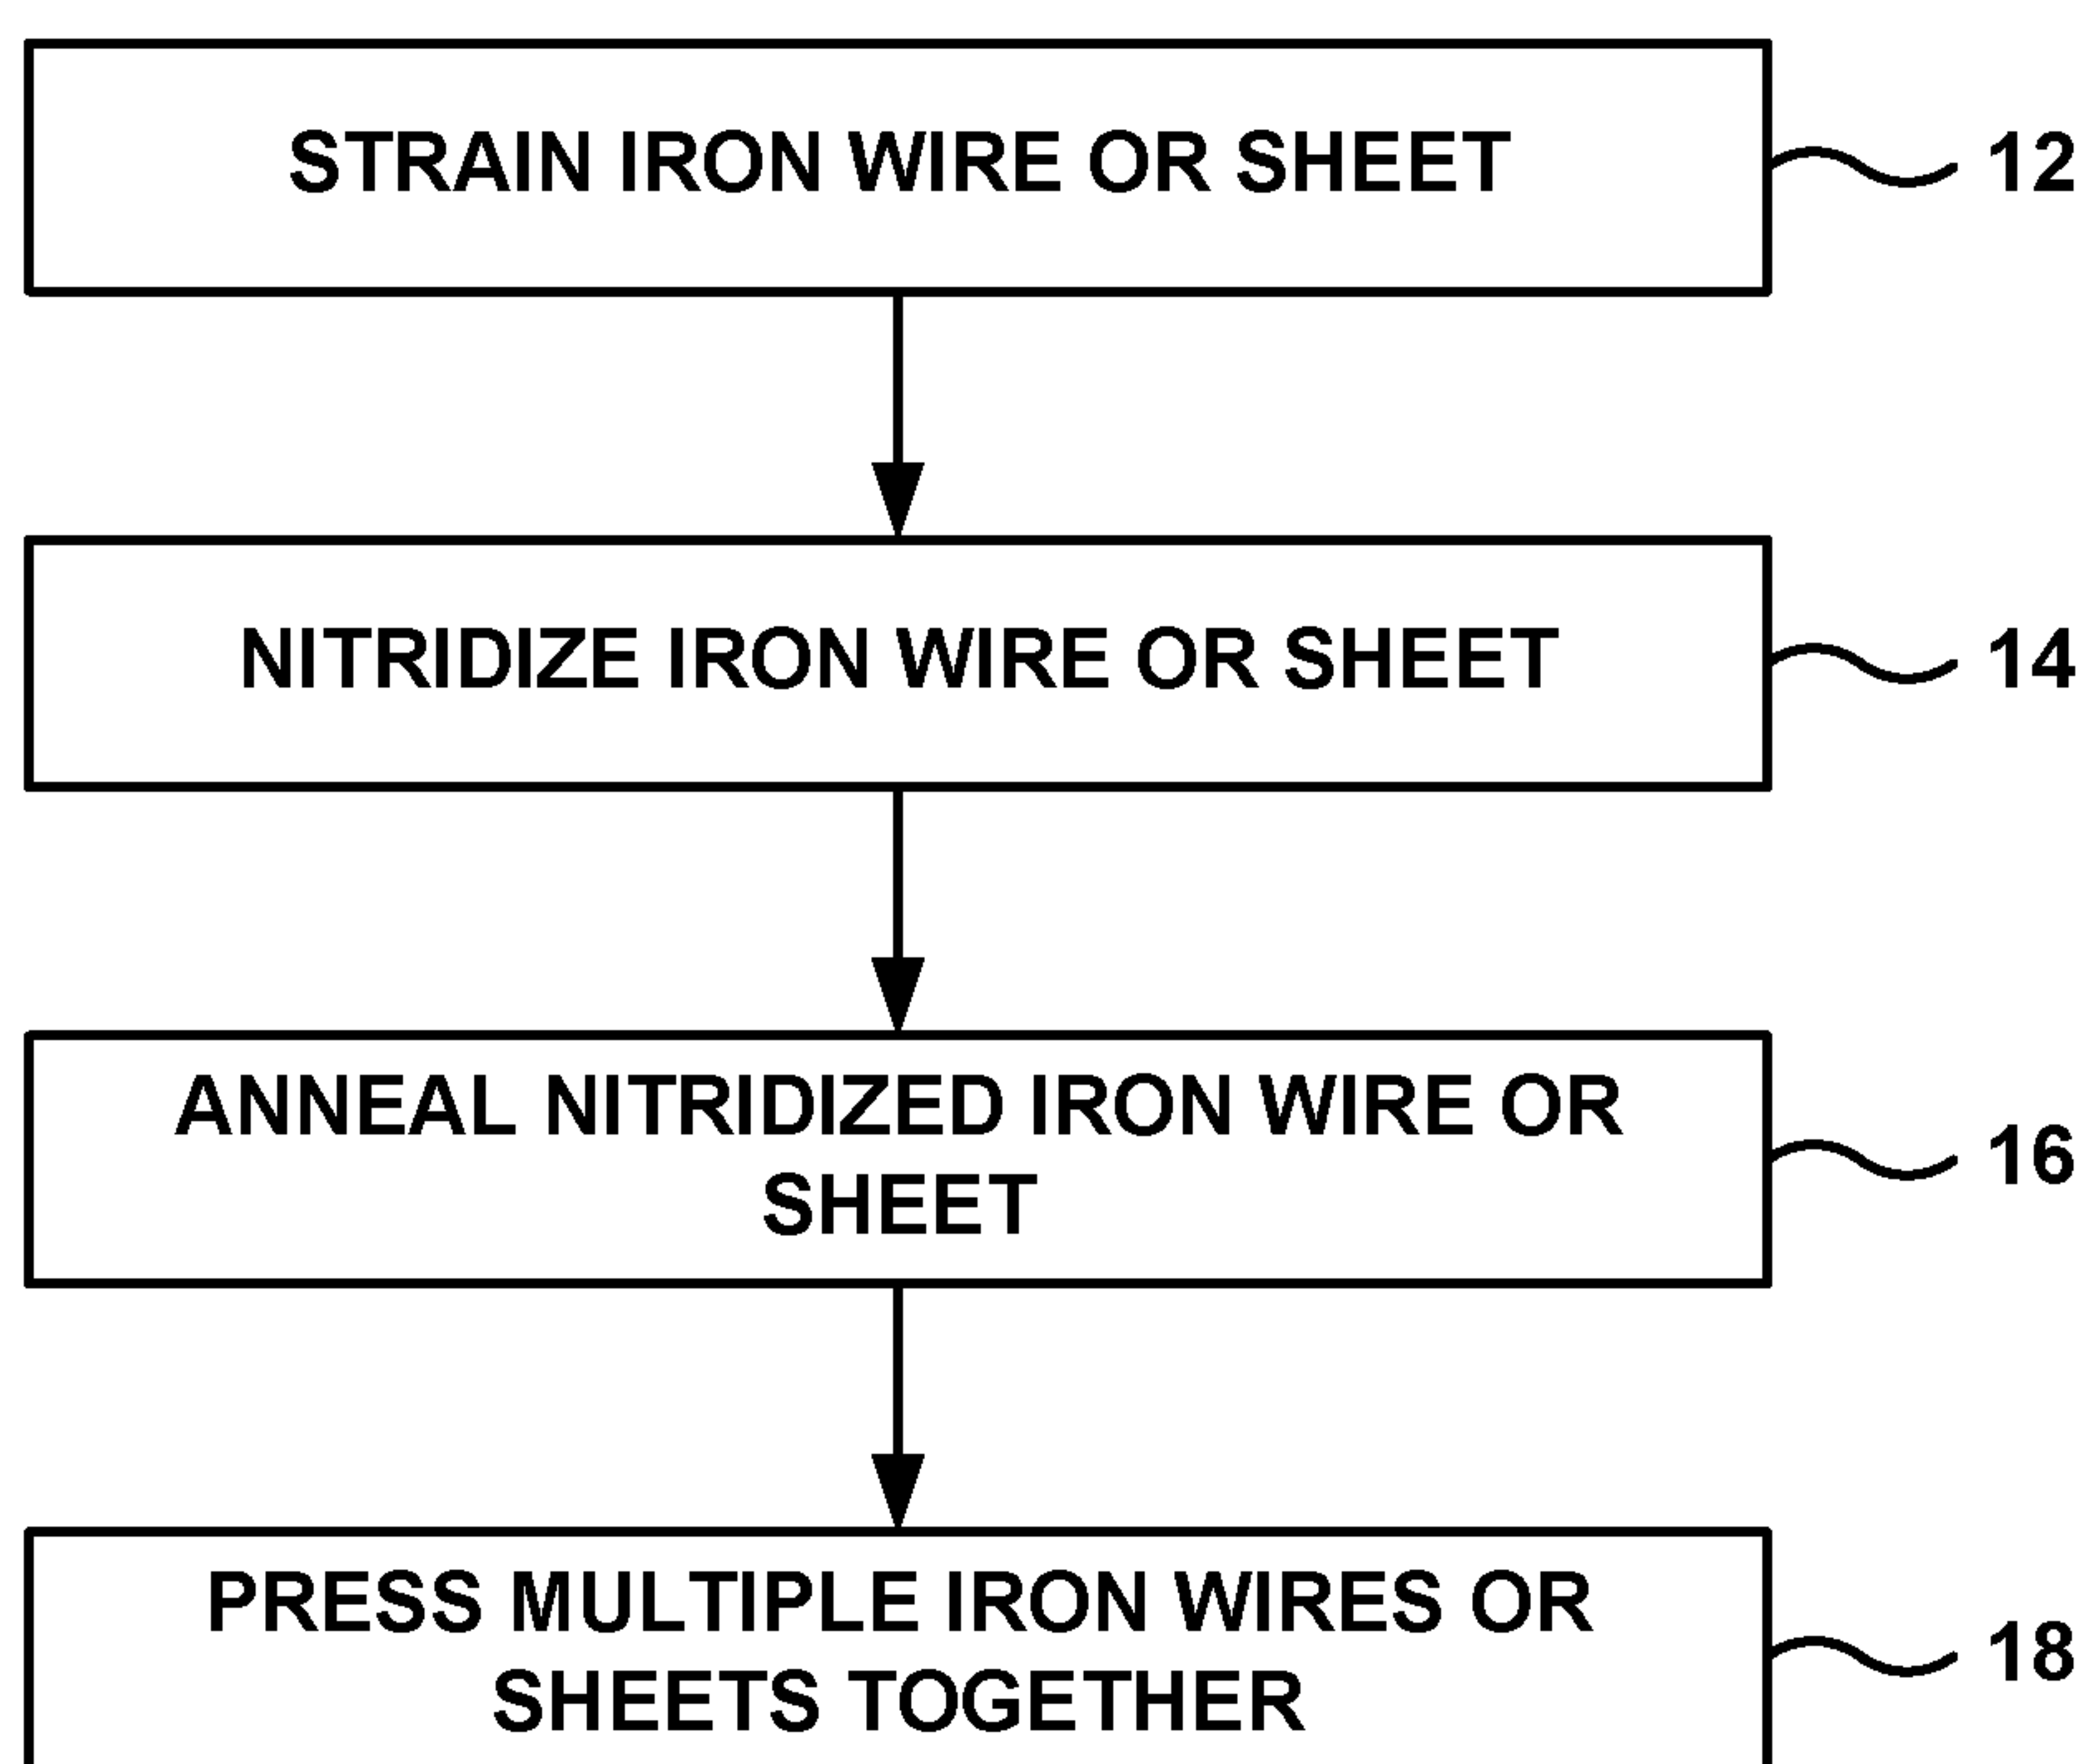 STRAIN IRON WIRE OR SHEET
12
NITRIDIZE IRON WIRE OR SHEET
14
ANNEAL NITRIDIZED IRON WIRE OR
SHEET
16
PRESS MULTIPLE IRON WIRES OR
SHEETS TOGETHER
18